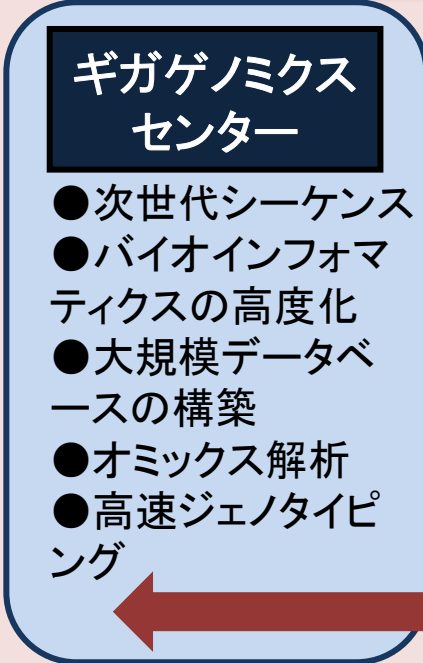 ギガゲノミクス
センター
●次世代シーケンス
●バイオインフォマ
ティクスの高度化
●大規模データベ
ースの構築
●オミックス解析
●高速ジェノタイピ
ング